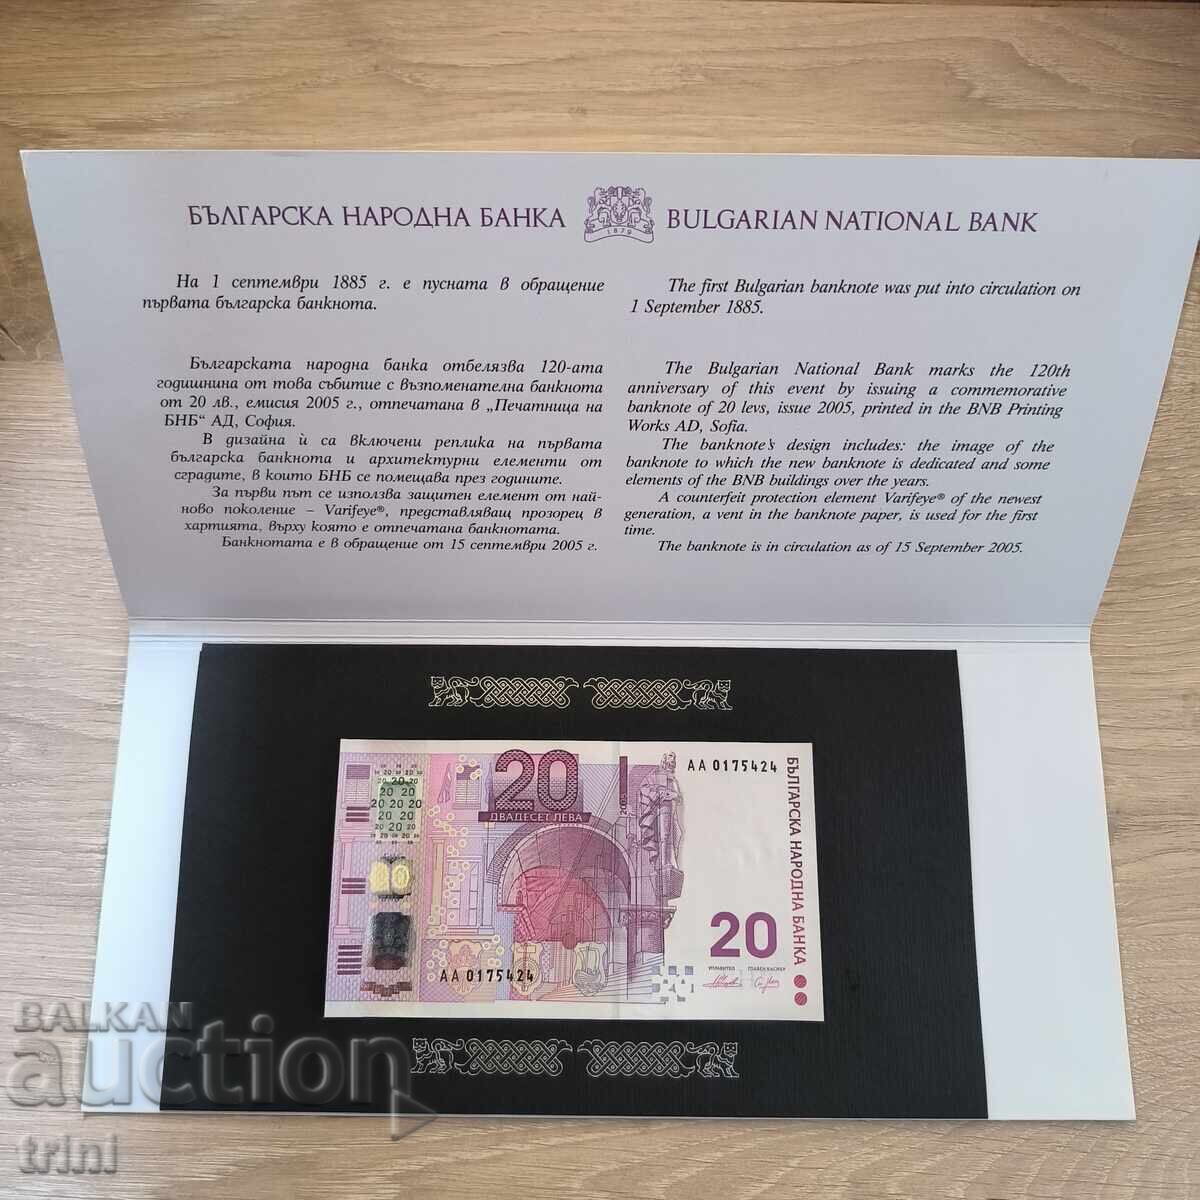 БЪЛГАРСКА НАРОДНА БАНКА
1879
BULGARIAN NATIONAL BANK
На 1 септември 1885 г. е пусната в обращение
първата българска банкнота.
Българската народна банка отбелязва 120-ата
годишнина от това събитие с възпоменателна банкнота
от 20 лв., емисия 2005 г., отпечатана в „Печатница на
БНБ“ АД, София.
В дизайна ѝ са включени реплика на първата
българска банкнота и архитектурни елементи от
сградите, в които БНБ се помещава през годините.
За първи път се използва защитен елемент от най-
ново поколение – Varifeye®, представляващ прозорец в
хартията, върху която е отпечатана банкнотата.
Банкнотата е в обращение от 15 септември 2005 г.
The first Bulgarian banknote was put into circulation on
1 September 1885.
The Bulgarian National Bank marks the 120th
anniversary of this event by issuing a commemorative
banknote of 20 levs, issue 2005, printed in the BNB Printing
Works AD, Sofia.
The banknote's design includes: the image of the
banknote to which the new banknote is dedicated and some
elements of the BNB buildings over the years.
A counterfeit protection element Varifeye® of the newest
generation, a vent in the banknote paper, is used for the first
time.
The banknote is in circulation as of 15 September 2005.
20
ДВАДЕСЕТ ЛЕВА
AA 0175424
БЪЛГАРСКА НАРОДНА БАНКА
20
УПРАВИТЕЛ ГЛАВЕН КАСИЕР
AA 0175424
BALKAN
auction
trini